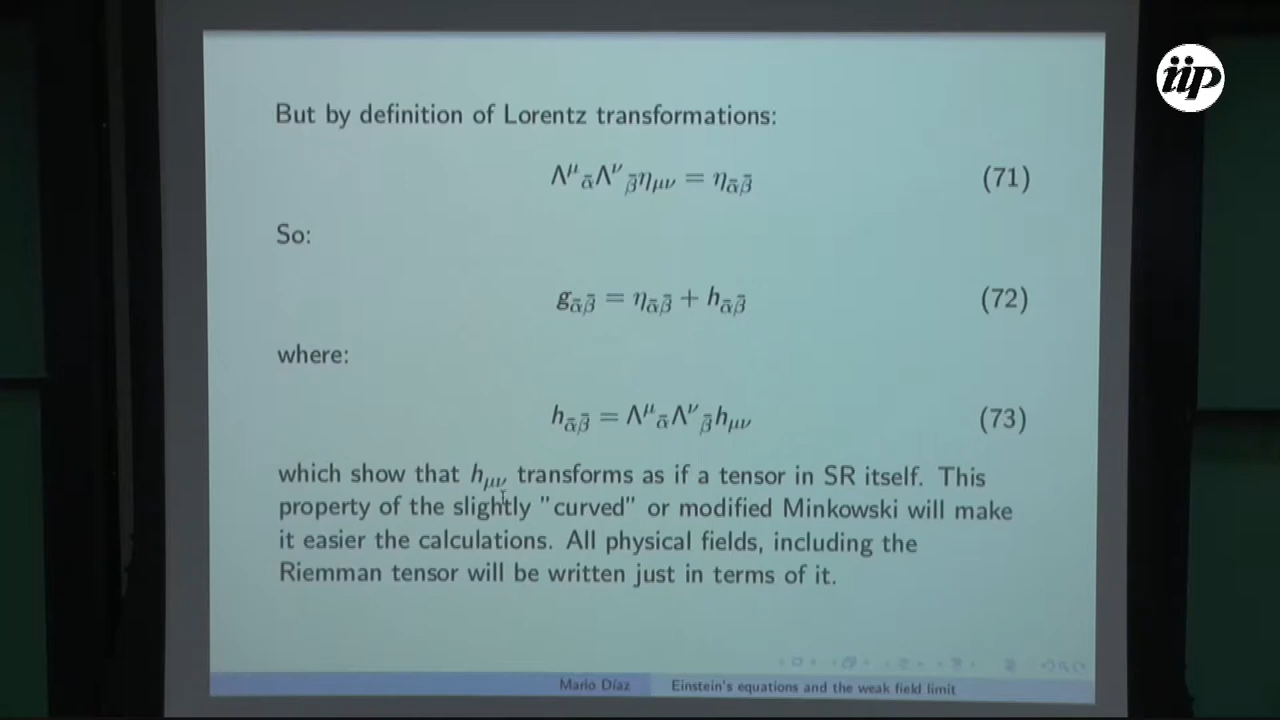 iip
But by definition of Lorentz transformations:
Λ^μ_ᾱ Λ^ν_β̄ η_μν = η_ᾱβ̄ (71)
So:
g_ᾱβ̄ = η_ᾱβ̄ + h_ᾱβ̄ (72)
where:
h_ᾱβ̄ = Λ^μ_ᾱ Λ^ν_β̄ h_μν (73)
which show that h_μν transforms as if a tensor in SR itself. This
property of the slightly "curved" or modified Minkowski will make
it easier the calculations. All physical fields, including the
Riemman tensor will be written just in terms of it.
Mario Díaz Einstein's equations and the weak field limit